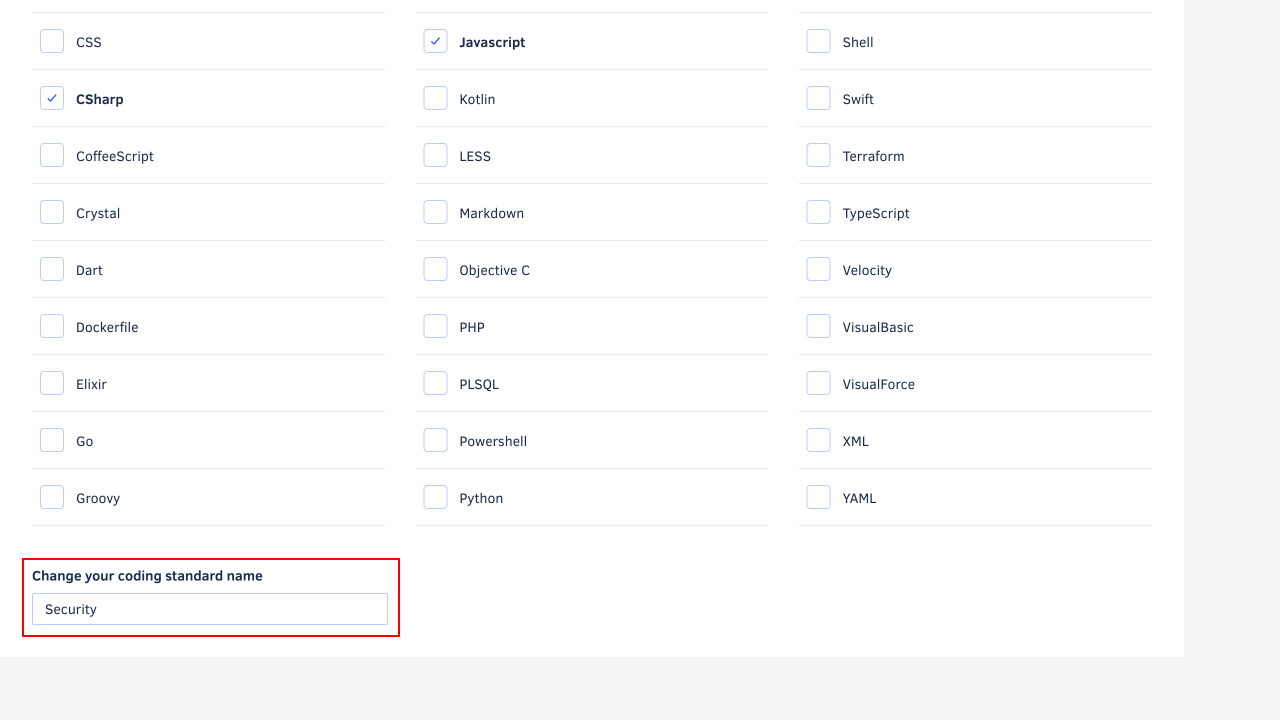 CSS
Javascript
Shell
CSharp
Kotlin
Swift
CoffeeScript
LESS
Terraform
Crystal
Markdown
TypeScript
Dart
Objective C
Velocity
Dockerfile
PHP
VisualBasic
Elixir
PLSQL
VisualForce
Go
Powershell
XML
Groovy
Python
YAML
Change your coding standard name
Security